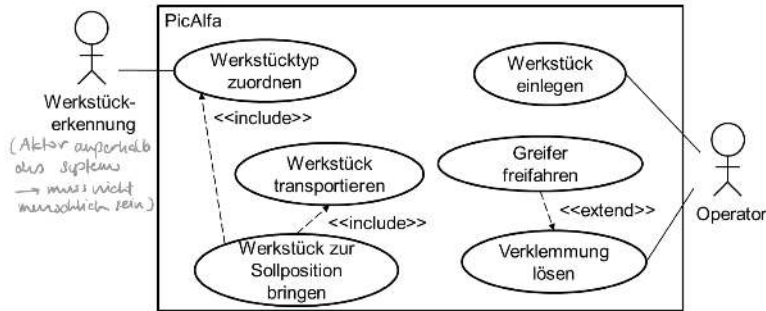 PicAlfa
Werkstücktyp
zuordnen
Werkstück
einlegen
Werkstück-
erkennung
(Aktor außerhalb
des Systems
→ muss nicht
menschlich sein)
<<include>>
Werkstück
transportieren
Greifer
freifahren
<<include>>
<<extend>>
Operator
Werkstück zur
Sollposition
bringen
Verklemmung
lösen